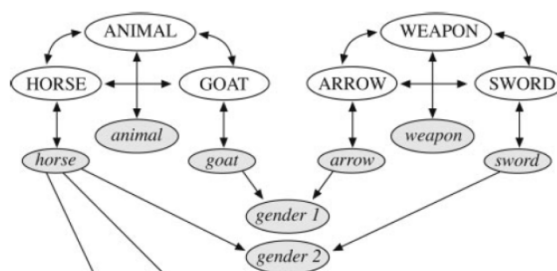 ANIMAL WEAPON
HORSE GOAT ARROW SWORD
animal weapon
horse goat arrow sword
gender 1
gender 2